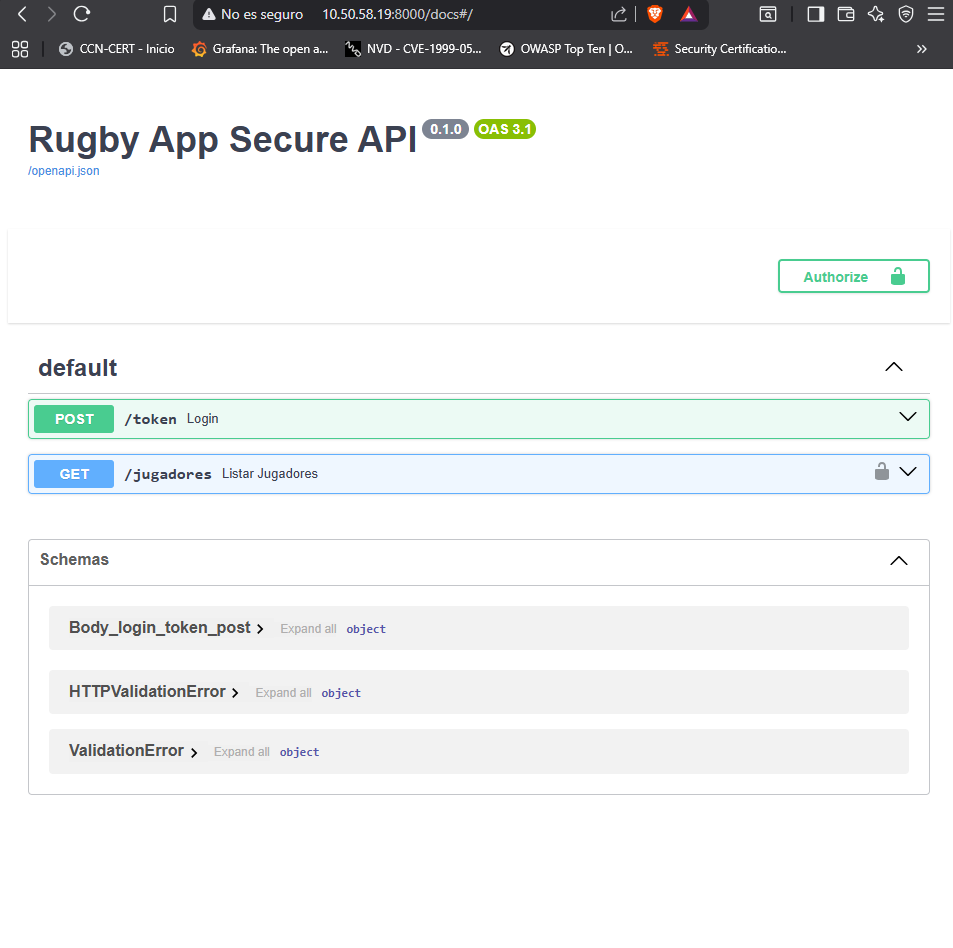 No es seguro 10.50.58.19:8000/docs#/
CCN-CERT - Inicio Grafana: The open a... NVD - CVE-1999-05... OWASP Top Ten | O... Security Certificatio... »
Rugby App Secure API 0.1.0 OAS 3.1
/openapi.json
Authorize
default
POST /token Login
GET /jugadores Listar Jugadores
Schemas
Body_login_token_post Expand all object
HTTPValidationError Expand all object
ValidationError Expand all object